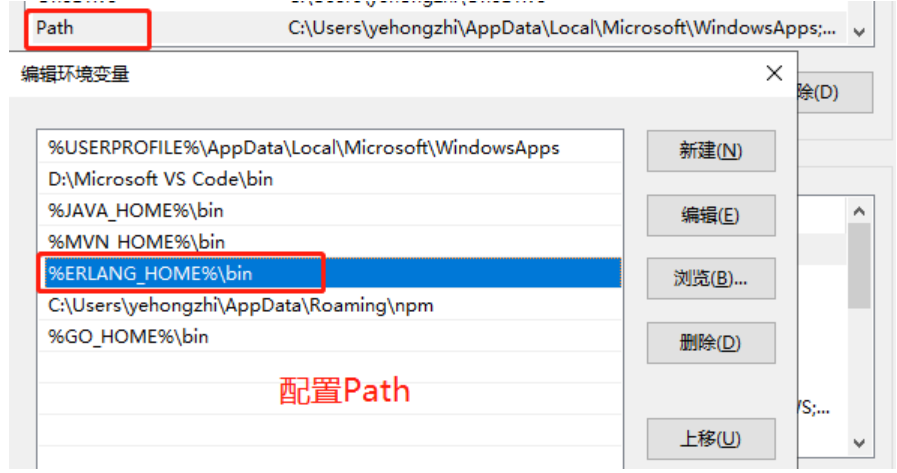 Path C:\Users\yehongzhi\AppData\Local\Microsoft\WindowsApps;...
编辑环境变量
除(D)
%USERPROFILE%\AppData\Local\Microsoft\WindowsApps
新建(N)
D:\Microsoft VS Code\bin
%JAVA_HOME%\bin
编辑(E)
%MVN_HOME%\bin
%ERLANG_HOME%\bin
浏览(B)...
C:\Users\yehongzhi\AppData\Roaming\npm
%GO_HOME%\bin
删除(D)
配置Path
/S;...
上移(U)